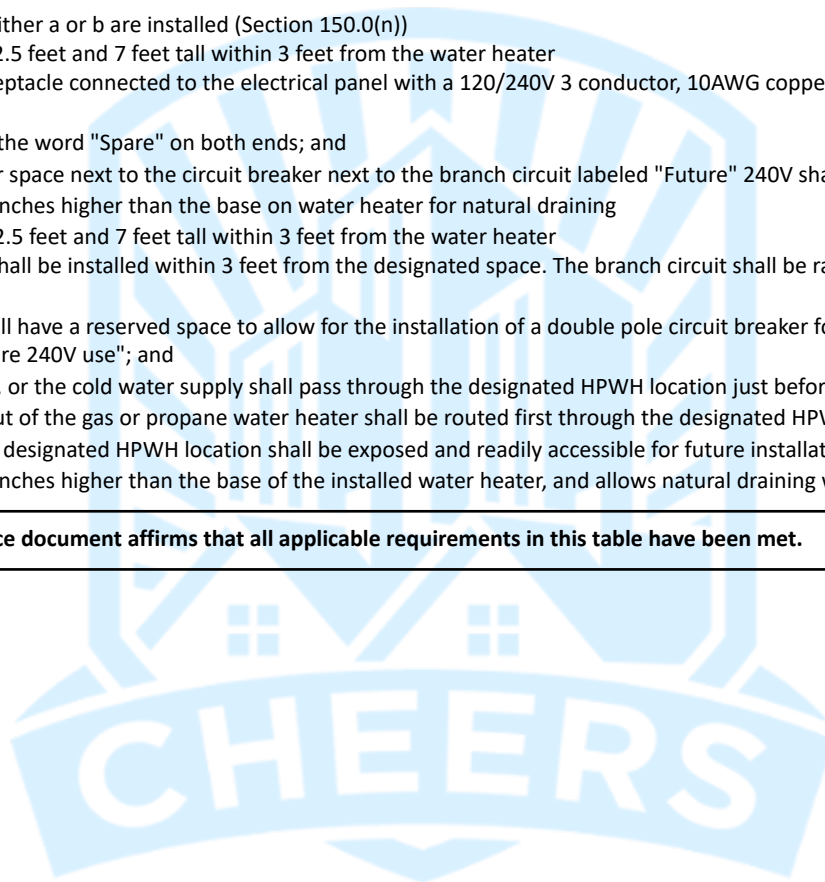 ither a or b are installed (Section 150.0(n))
2.5 feet and 7 feet tall within 3 feet from the water heater
eptacle connected to the electrical panel with a 120/240V 3 conductor, 10AWG coppe
the word "Spare" on both ends; and
r space next to the circuit breaker next to the branch circuit labeled "Future" 240V sha
nches higher than the base on water heater for natural draining
2.5 feet and 7 feet tall within 3 feet from the water heater
hall be installed within 3 feet from the designated space. The branch circuit shall be ra
ll have a reserved space to allow for the installation of a double pole circuit breaker fo
re 240V use"; and
, or the cold water supply shall pass through the designated HPWH location just befor
ut of the gas or propane water heater shall be routed first through the designated HPV
designated HPWH location shall be exposed and readily accessible for future installat
nches higher than the base of the installed water heater, and allows natural draining w
ce document affirms that all applicable requirements in this table have been met.
CHEERS